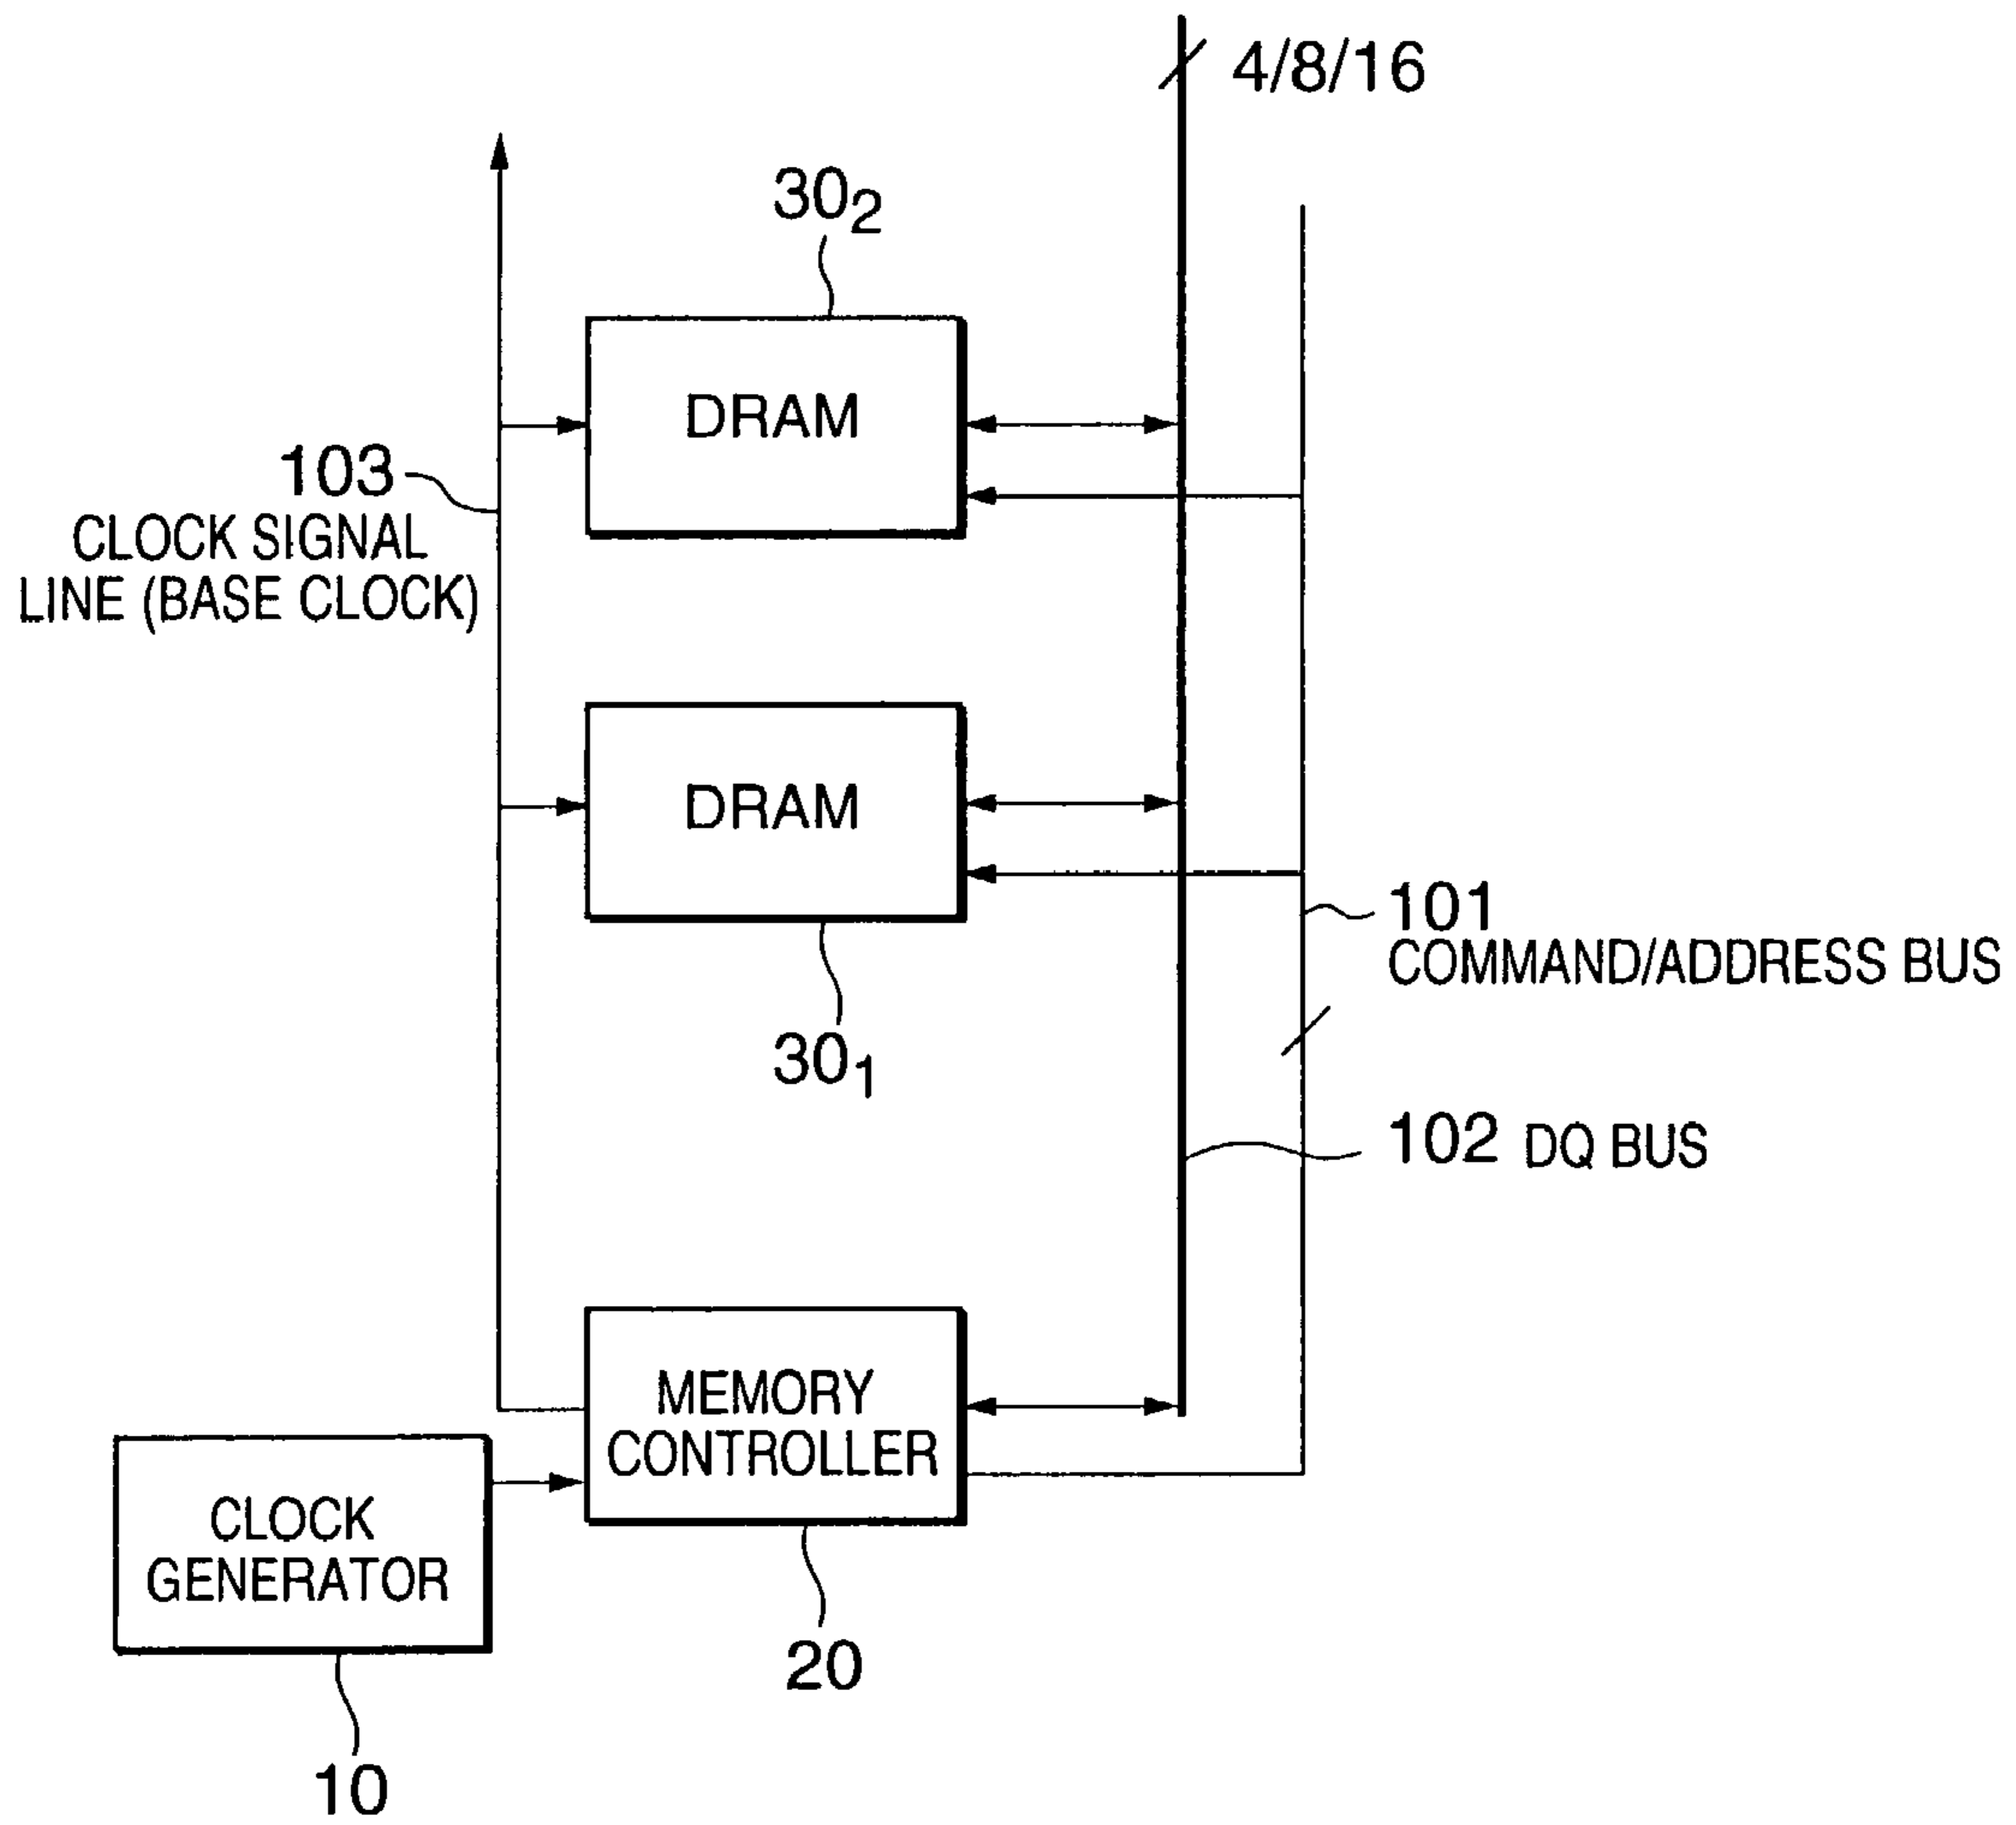 4/8/16
30₂
DRAM
103
CLOCK SIGNAL
LINE (BASE CLOCK)
DRAM
101
COMMAND/ADDRESS BUS
30₁
102 DQ BUS
MEMORY
CONTROLLER
CLOCK
GENERATOR
20
10